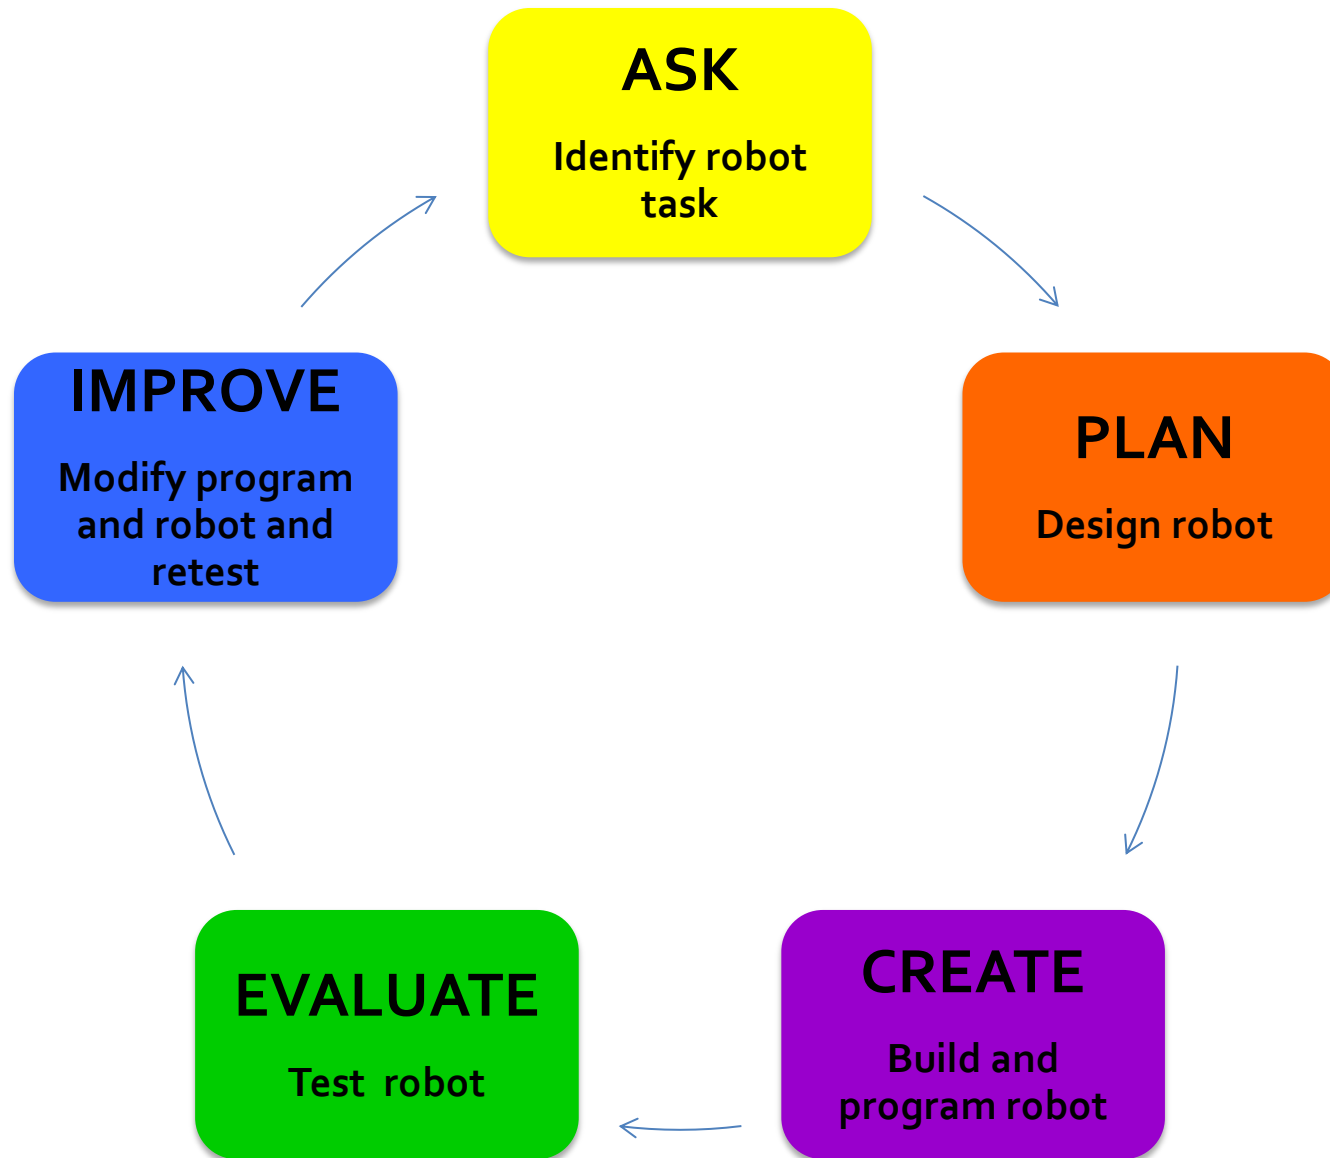 ASK
Identify robot
task
PLAN
Design robot
CREATE
Build and
program robot
EVALUATE
Test  robot
IMPROVE
Modify program
and robot and
retest